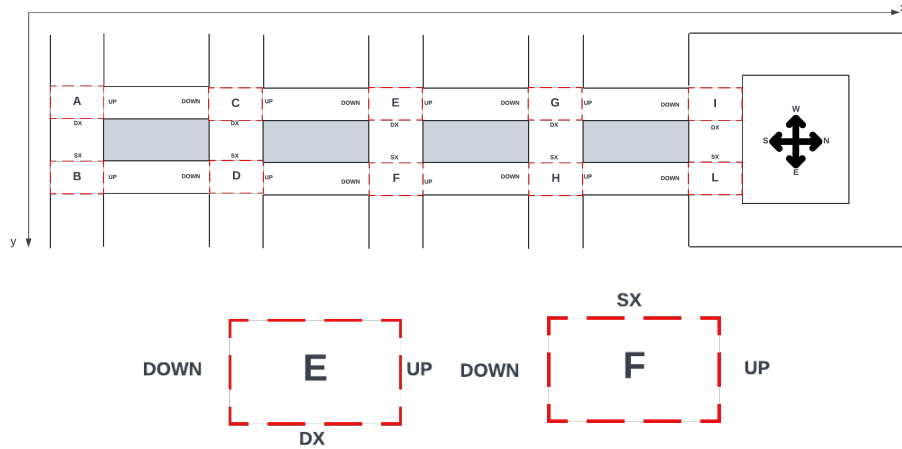 x
A UP DOWN C UP DOWN E UP DOWN G UP DOWN I
DX DX DX DX DX
SX SX SX SX SX
B UP DOWN D UP DOWN F UP DOWN H UP DOWN L
W
S N
E
y
SX
DOWN E UP DOWN F UP
DX